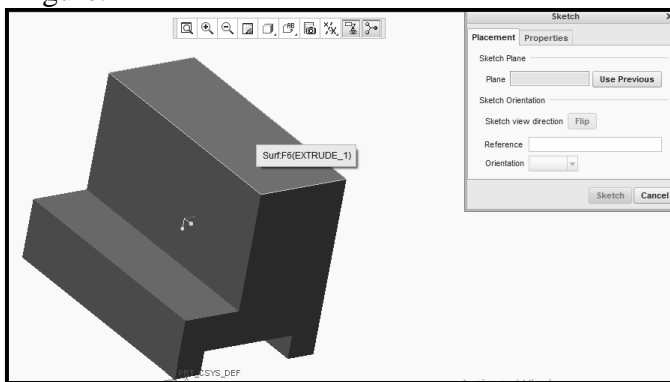 Sketch
Placement Properties
Sketch Plane
Plane Use Previous
Sketch Orientation
Sketch view direction Flip
Reference
Orientation
Sketch Cancel
Surf:F6(EXTRUDE_1)
PRT_CSYS_DEF